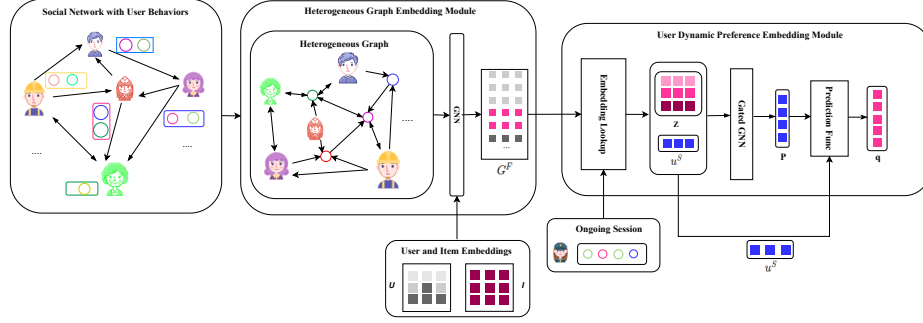 Social Network with User Behaviors
....
....
Heterogeneous Graph Embedding Module
Heterogeneous Graph
....
GNN
...
G^F
User and Item Embeddings
U
I
User Dynamic Preference Embedding Module
Embedding Lookup
Z
u^S
Gated GNN
P
Prediction Func
q
Ongoing Session
u^S